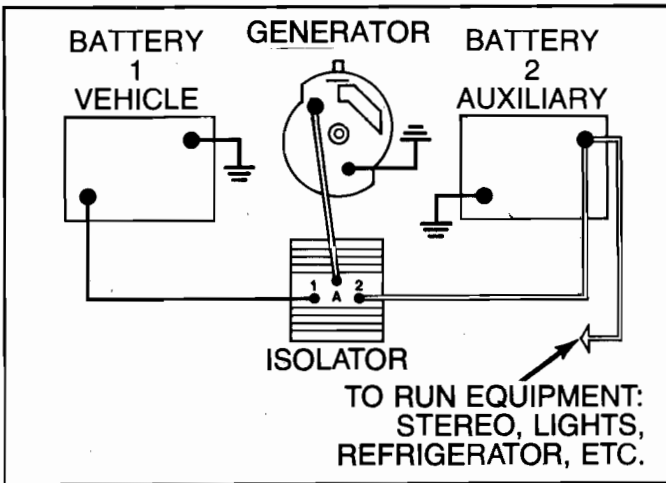 BATTERY
1
VEHICLE
GENERATOR
BATTERY
2
AUXILIARY
1
A
2
ISOLATOR
TO RUN EQUIPMENT:
STEREO, LIGHTS,
REFRIGERATOR, ETC.